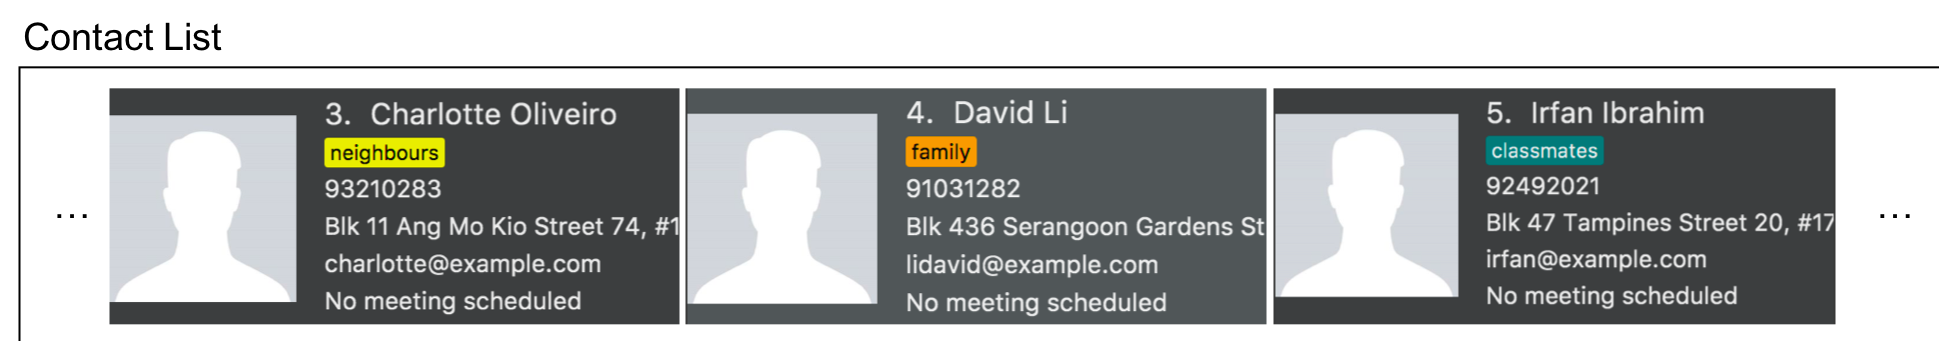 Contact List
...
3. Charlotte Oliveiro
neighbours
93210283
Blk 11 Ang Mo Kio Street 74, #1
charlotte@example.com
No meeting scheduled
4. David Li
family
91031282
Blk 436 Serangoon Gardens St
lidavid@example.com
No meeting scheduled
5. Irfan Ibrahim
classmates
92492021
Blk 47 Tampines Street 20, #17
irfan@example.com
No meeting scheduled
...